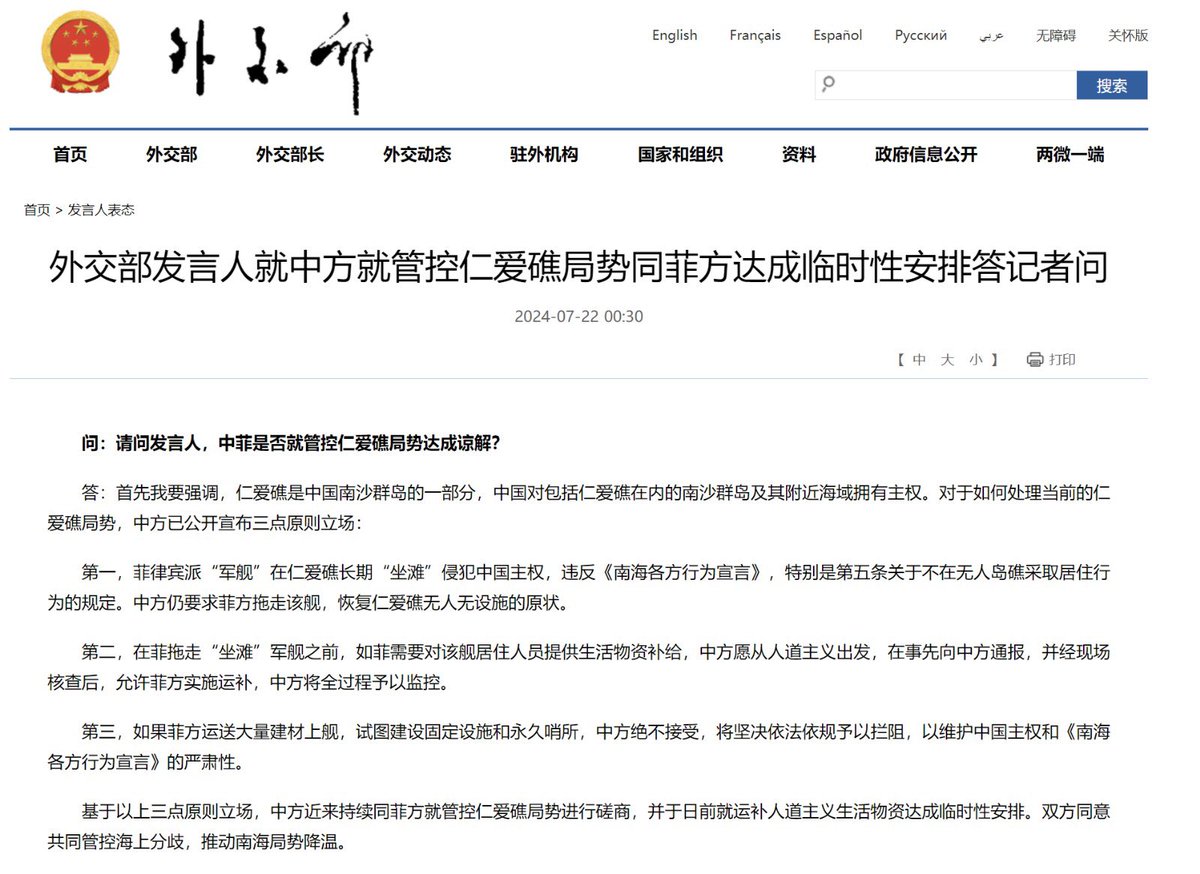 外交部
English Français Español Русский عربي 无障碍 关怀版
搜索
首页 外交部 外交部长 外交动态 驻外机构 国家和组织 资料 政府信息公开 两微一端
首页 > 发言人表态
外交部发言人就中方就管控仁爱礁局势同菲方达成临时性安排答记者问
2024-07-22 00:30
【 中 大 小 】 打印
问：请问发言人，中菲是否就管控仁爱礁局势达成谅解？
答：首先我要强调，仁爱礁是中国南沙群岛的一部分，中国对包括仁爱礁在内的南沙群岛及其附近海域拥有主权。对于如何处理当前的仁
爱礁局势，中方已公开宣布三点原则立场：
第一，菲律宾派“军舰”在仁爱礁长期“坐滩”侵犯中国主权，违反《南海各方行为宣言》，特别是第五条关于不在无人岛礁采取居住行
为的规定。中方仍要求菲方拖走该舰，恢复仁爱礁无人无设施的原状。
第二，在菲拖走“坐滩”军舰之前，如菲需要对该舰居住人员提供生活物资补给，中方愿从人道主义出发，在事先向中方通报，并经现场
核查后，允许菲方实施运补，中方将全过程予以监控。
第三，如果菲方运送大量建材上舰，试图建设固定设施和永久哨所，中方绝不接受，将坚决依法依规予以拦阻，以维护中国主权和《南海
各方行为宣言》的严肃性。
基于以上三点原则立场，中方近来持续同菲方就管控仁爱礁局势进行磋商，并于日前就运补人道主义生活物资达成临时性安排。双方同意
共同管控海上分歧，推动南海局势降温。